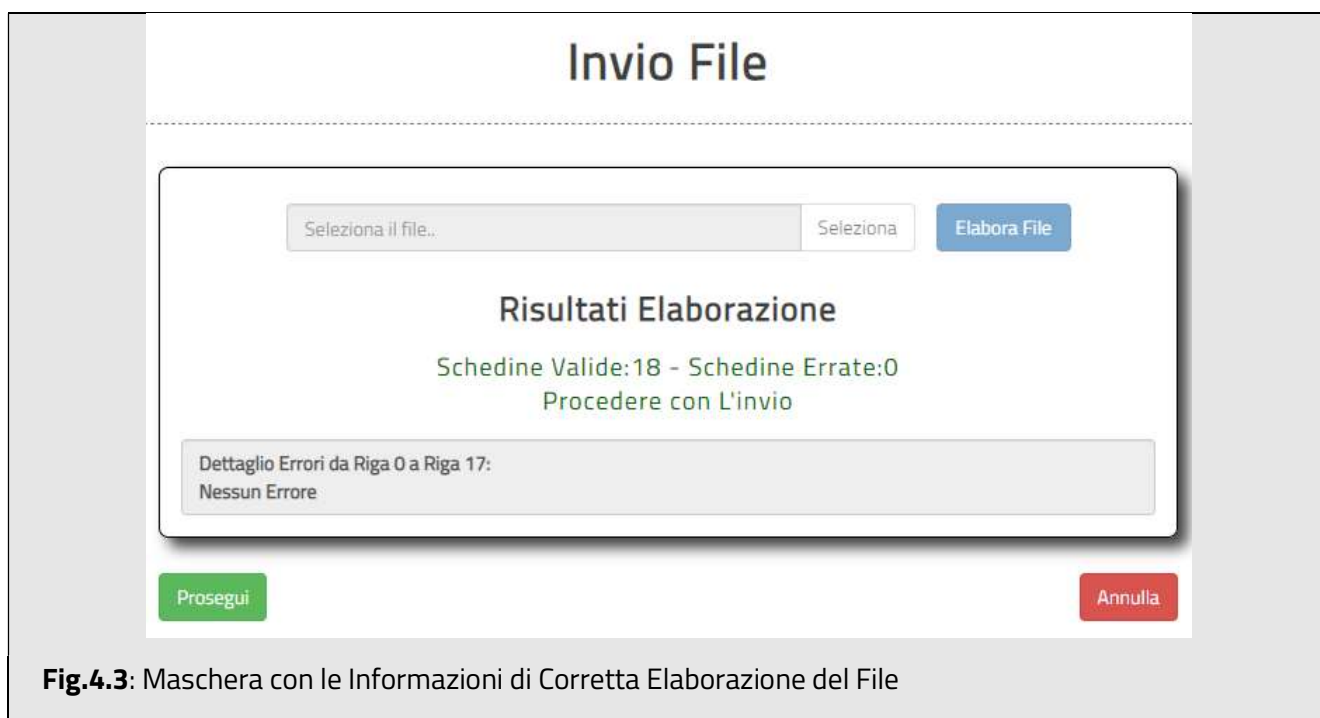 Invio File
Seleziona il file..
Seleziona
Elabora File
Risultati Elaborazione
Schedine Valide:18 - Schedine Errate:0
Procedere con L'invio
Dettaglio Errori da Riga 0 a Riga 17:
Nessun Errore
Prosegui
Annulla
Fig.4.3: Maschera con le Informazioni di Corretta Elaborazione del File